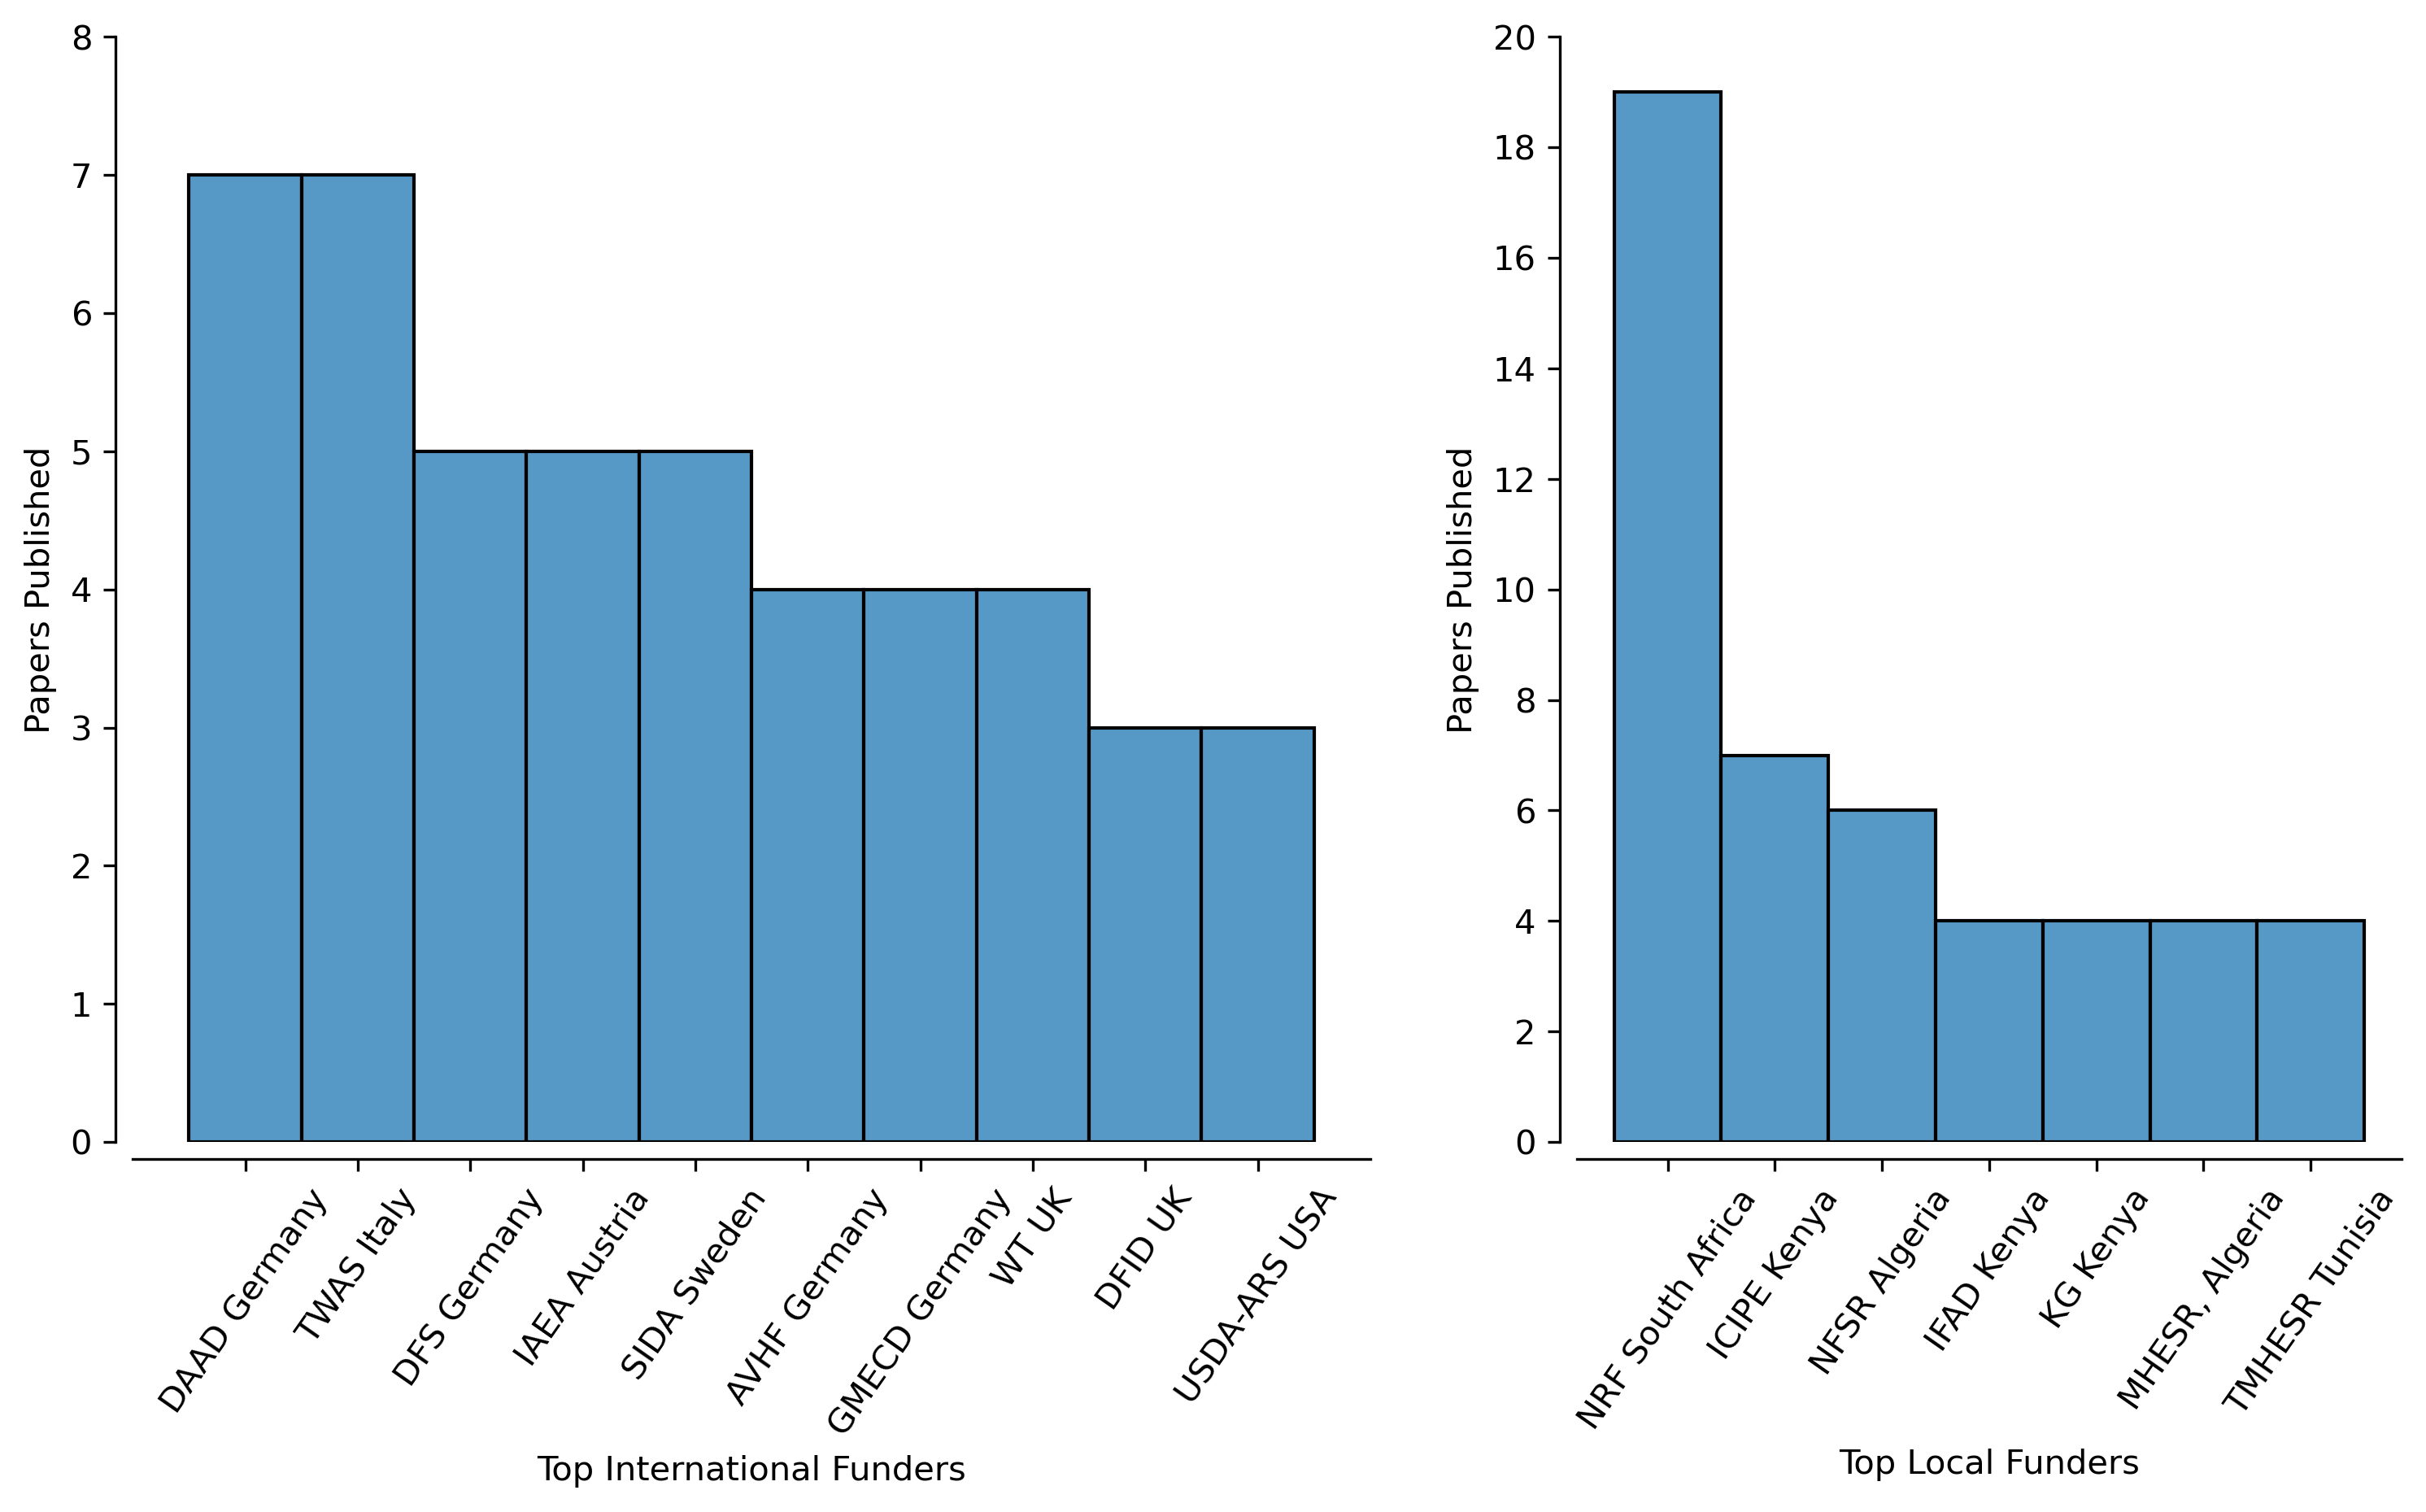 8
7
6
5
4
3
2
1
0
Papers Published
DAAD Germany
TWAS Italy
DFS Germany
IAEA Austria
SIDA Sweden
AVHF Germany
GMECD Germany
WT UK
DFID UK
USDA-ARS USA
Top International Funders
20
18
16
14
12
10
8
6
4
2
0
Papers Published
NRF South Africa
ICIPE Kenya
NFSR Algeria
IFAD Kenya
KG Kenya
MHESR, Algeria
TMHESR Tunisia
Top Local Funders